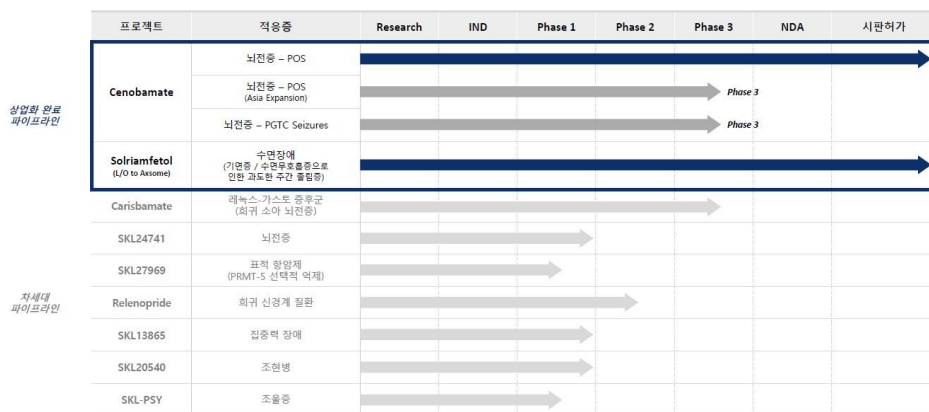 프로젝트 적응증 Research IND Phase 1 Phase 2 Phase 3 NDA 시판허가
상업화 완료
파이프라인
Cenobamate
뇌전증 – POS
뇌전증 – POS
(Asia Expansion)
Phase 3
뇌전증 – PGTC Seizures
Phase 3
Solriamfetol
(L/O to Axsome)
수면장애
(기면증 / 수면무호흡증으로
인한 과도한 주간 졸림증)
차세대
파이프라인
Carisbamate
레녹스-가스토 증후군
(희귀 소아 뇌전증)
SKL24741 뇌전증
SKL27969
표적 항암제
(PRMT-5 선택적 억제)
Relenopride 희귀 신경계 질환
SKL13865 집중력 장애
SKL20540 조현병
SKL-PSY 조울증